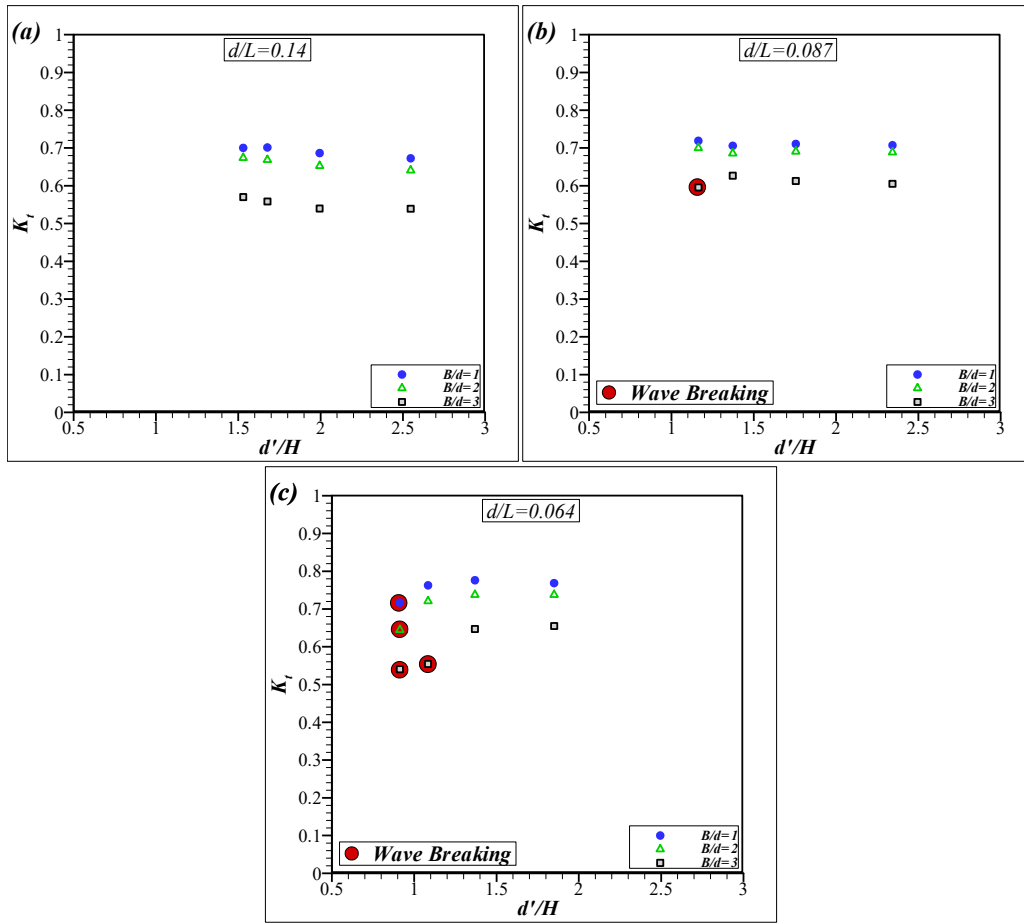 (a)
d/L=0.14
1
0.9
0.8
0.7
0.6
0.5
0.4
0.3
0.2
0.1
0
K_t
0.5
1
1.5
2
2.5
3
d'/H
B/d=1
B/d=2
B/d=3
(b)
d/L=0.087
1
0.9
0.8
0.7
0.6
0.5
0.4
0.3
0.2
0.1
0
K_t
0.5
1
1.5
2
2.5
3
d'/H
Wave Breaking
B/d=1
B/d=2
B/d=3
(c)
d/L=0.064
1
0.9
0.8
0.7
0.6
0.5
0.4
0.3
0.2
0.1
0
K_t
0.5
1
1.5
2
2.5
3
d'/H
Wave Breaking
B/d=1
B/d=2
B/d=3